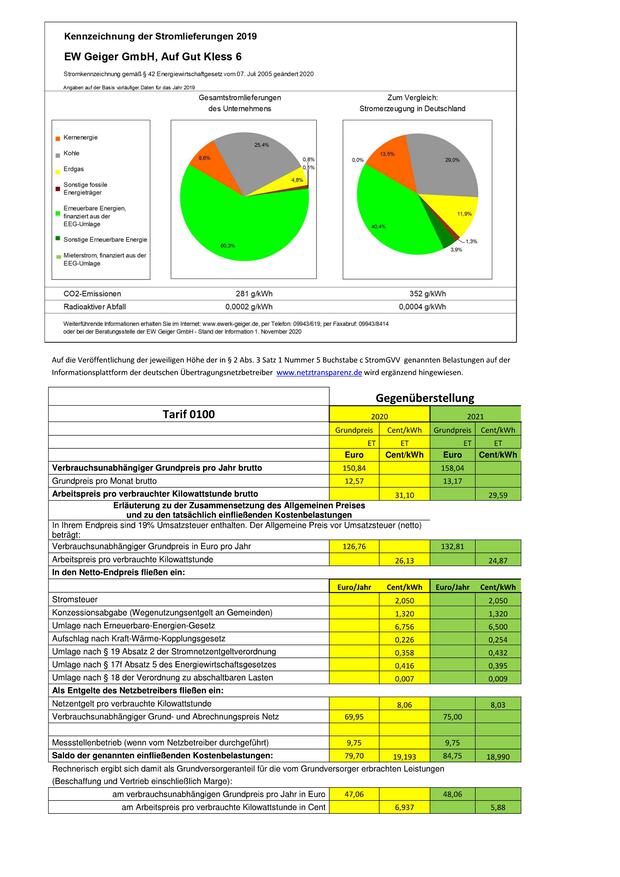 Kennzeichnung der Stromlieferungen 2019
EW Geiger GmbH, Auf Gut Kless 6
Stromkennzeichnung gemäß § 42 Energiewirtschaftgesetz vom 07. Juli 2005 geändert 2020
Angaben auf der Basis vorläufiger Daten für das Jahr 2019
Gesamtstromlieferungen
des Unternehmens
Zum Vergleich:
Stromerzeugung in Deutschland
Kernenergie
Kohle
Erdgas
Sonstige fossile
Energieträger
Erneuerbare Energien,
finanziert aus der
EEG-Umlage
Sonstige Erneuerbare Energie
Mieterstrom, finanziert aus der
EEG-Umlage
8,6%
25,4%
0,8%
0,1%
4,8%
60,3%
0,0%
13,5%
29,0%
11,9%
1,3%
3,9%
40,4%
CO2-Emissionen 281 g/kWh 352 g/kWh
Radioaktiver Abfall 0,0002 g/kWh 0,0004 g/kWh
Weiterführende Informationen erhalten Sie im Internet: www.ewerk-geiger.de, per Telefon: 09943/619, per Faxabruf: 09943/8414
oder bei der Beratungsstelle der EW Geiger GmbH - Stand der Information 1. November 2020
Auf die Veröffentlichung der jeweiligen Höhe der in § 2 Abs. 3 Satz 1 Nummer 5 Buchstabe c StromGVV genannten Belastungen auf der
Informationsplattform der deutschen Übertragungsnetzbetreiber www.netztransparenz.de wird ergänzend hingewiesen.
Gegenüberstellung
Tarif 0100 2020 2021
Grundpreis Cent/kWh Grundpreis Cent/kWh
ET ET ET ET
Euro Cent/kWh Euro Cent/kWh
Verbrauchsunabhängiger Grundpreis pro Jahr brutto 150,84 158,04
Grundpreis pro Monat brutto 12,57 13,17
Arbeitspreis pro verbrauchter Kilowattstunde brutto 31,10 29,59
Erläuterung zu der Zusammensetzung des Allgemeinen Preises
und zu den tatsächlich einfließenden Kostenbelastungen
In Ihrem Endpreis sind 19% Umsatzsteuer enthalten. Der Allgemeine Preis vor Umsatzsteuer (netto)
beträgt:
Verbrauchsunabhängiger Grundpreis in Euro pro Jahr 126,76 132,81
Arbeitspreis pro verbrauchte Kilowattstunde 26,13 24,87
In den Netto-Endpreis fließen ein:
Euro/Jahr Cent/kWh Euro/Jahr Cent/kWh
Stromsteuer 2,050 2,050
Konzessionsabgabe (Wegenutzungsentgelt an Gemeinden) 1,320 1,320
Umlage nach Erneuerbare-Energien-Gesetz 6,756 6,500
Aufschlag nach Kraft-Wärme-Kopplungsgesetz 0,226 0,254
Umlage nach § 19 Absatz 2 der Stromnetzentgeltverordnung 0,358 0,432
Umlage nach § 17f Absatz 5 des Energiewirtschaftsgesetzes 0,416 0,395
Umlage nach § 18 der Verordnung zu abschaltbaren Lasten 0,007 0,009
Als Entgelte des Netzbetreibers fließen ein:
Netzentgelt pro verbrauchte Kilowattstunde 8,06 8,03
Verbrauchsunabhängiger Grund- und Abrechnungspreis Netz 69,95 75,00
Messstellenbetrieb (wenn vom Netzbetreiber durchgeführt) 9,75 9,75
Saldo der genannten einfließenden Kostenbelastungen: 79,70 19,193 84,75 18,990
Rechnerisch ergibt sich damit als Grundversorgeranteil für die vom Grundversorger erbrachten Leistungen
(Beschaffung und Vertrieb einschließlich Marge):
am verbrauchsunabhängigen Grundpreis pro Jahr in Euro 47,06 48,06
am Arbeitspreis pro verbrauchte Kilowattstunde in Cent 6,937 5,88